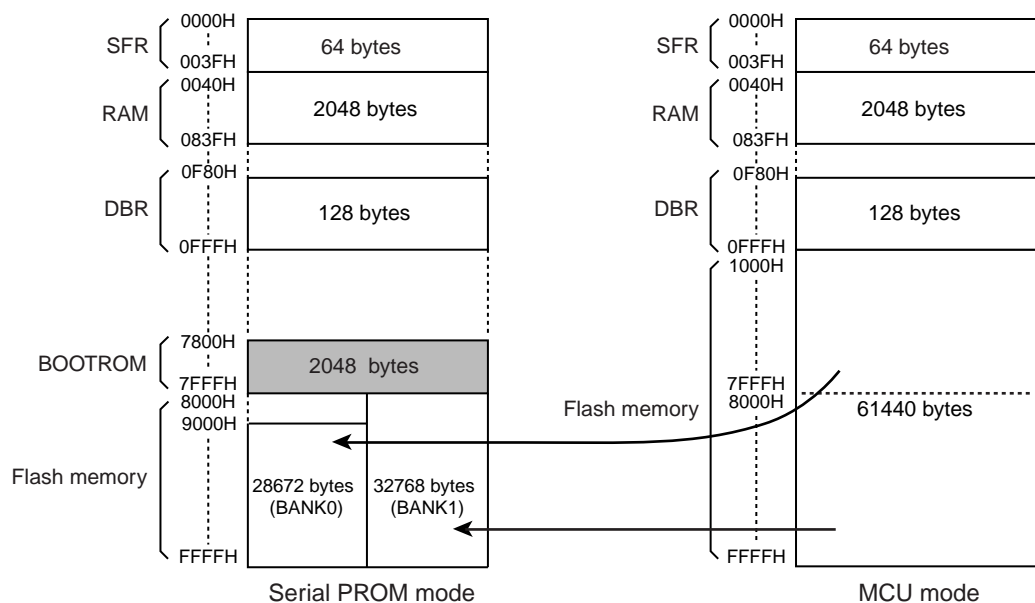 SFR
0000H
003FH
64 bytes
RAM
0040H
083FH
2048 bytes
DBR
0F80H
0FFFH
128 bytes
BOOTROM
7800H
7FFFH
2048 bytes
Flash memory
8000H
9000H
FFFFH
28672 bytes
(BANK0)
32768 bytes
(BANK1)
Serial PROM mode
SFR
0000H
003FH
64 bytes
RAM
0040H
083FH
2048 bytes
DBR
0F80H
0FFFH
128 bytes
Flash memory
1000H
7FFFH
8000H
FFFFH
61440 bytes
MCU mode